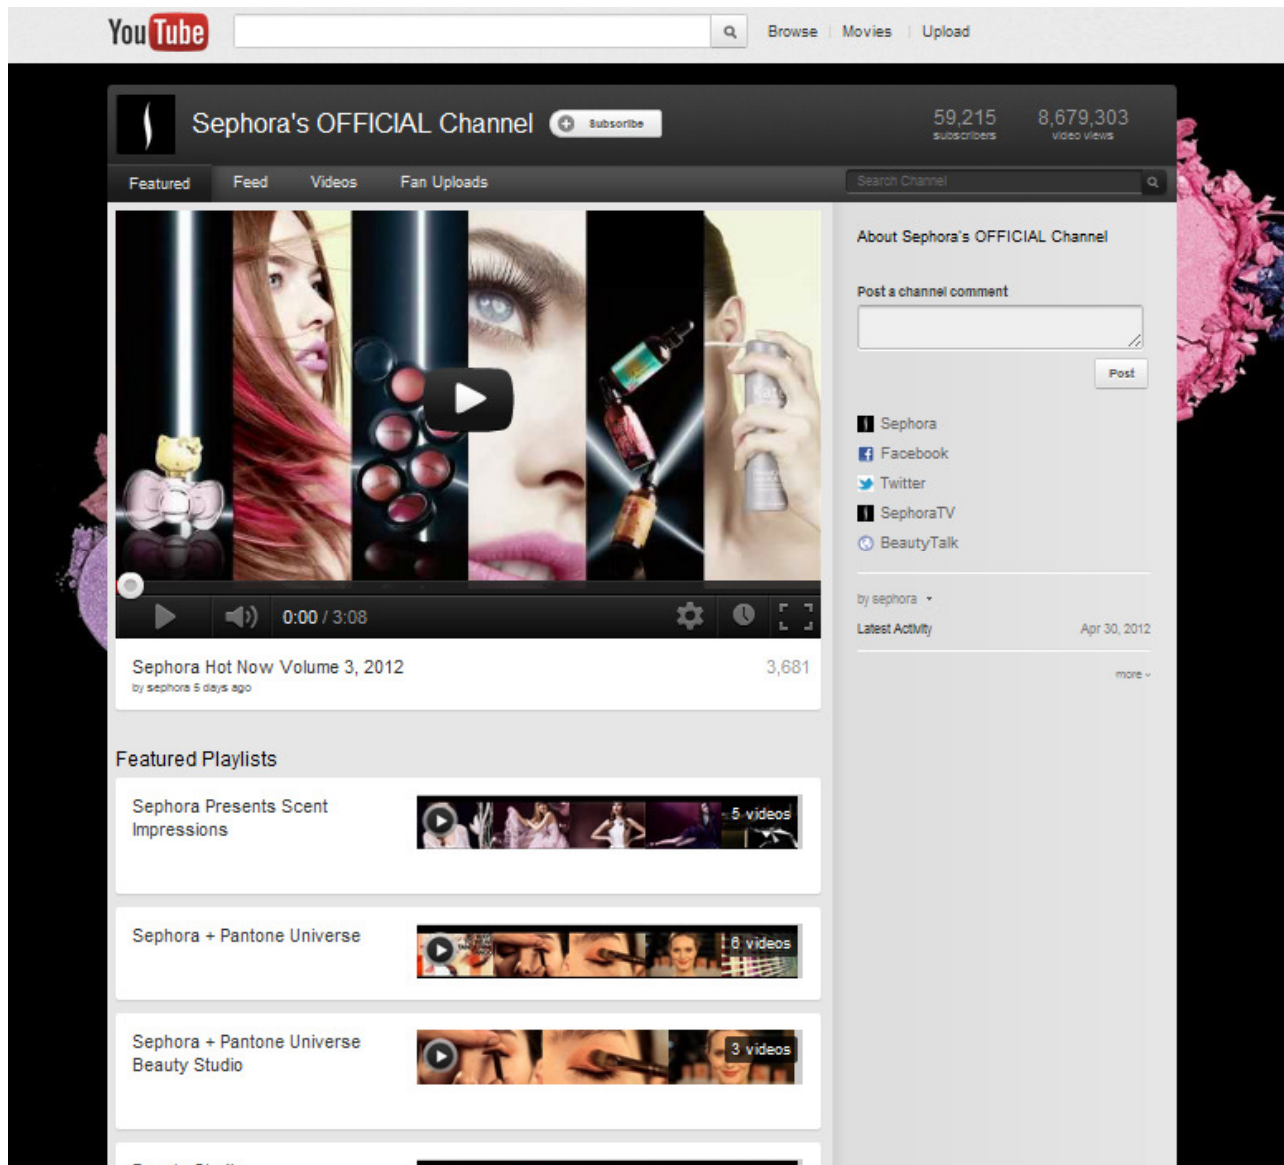 You Tube
Browse
Movies
Upload
Sephora's OFFICIAL Channel
Subscribe
59,215
subscribers
8,679,303
video views
Featured
Feed
Videos
Fan Uploads
Search Channel
0:00 / 3:08
Sephora Hot Now Volume 3, 2012
by sephora 5 days ago
3,681
About Sephora's OFFICIAL Channel
Post a channel comment
Post
Sephora
Facebook
Twitter
SephoraTV
BeautyTalk
by sephora
Latest Activity
Apr 30, 2012
more
Featured Playlists
Sephora Presents Scent
Impressions
5 videos
Sephora + Pantone Universe
6 videos
Sephora + Pantone Universe
Beauty Studio
3 videos